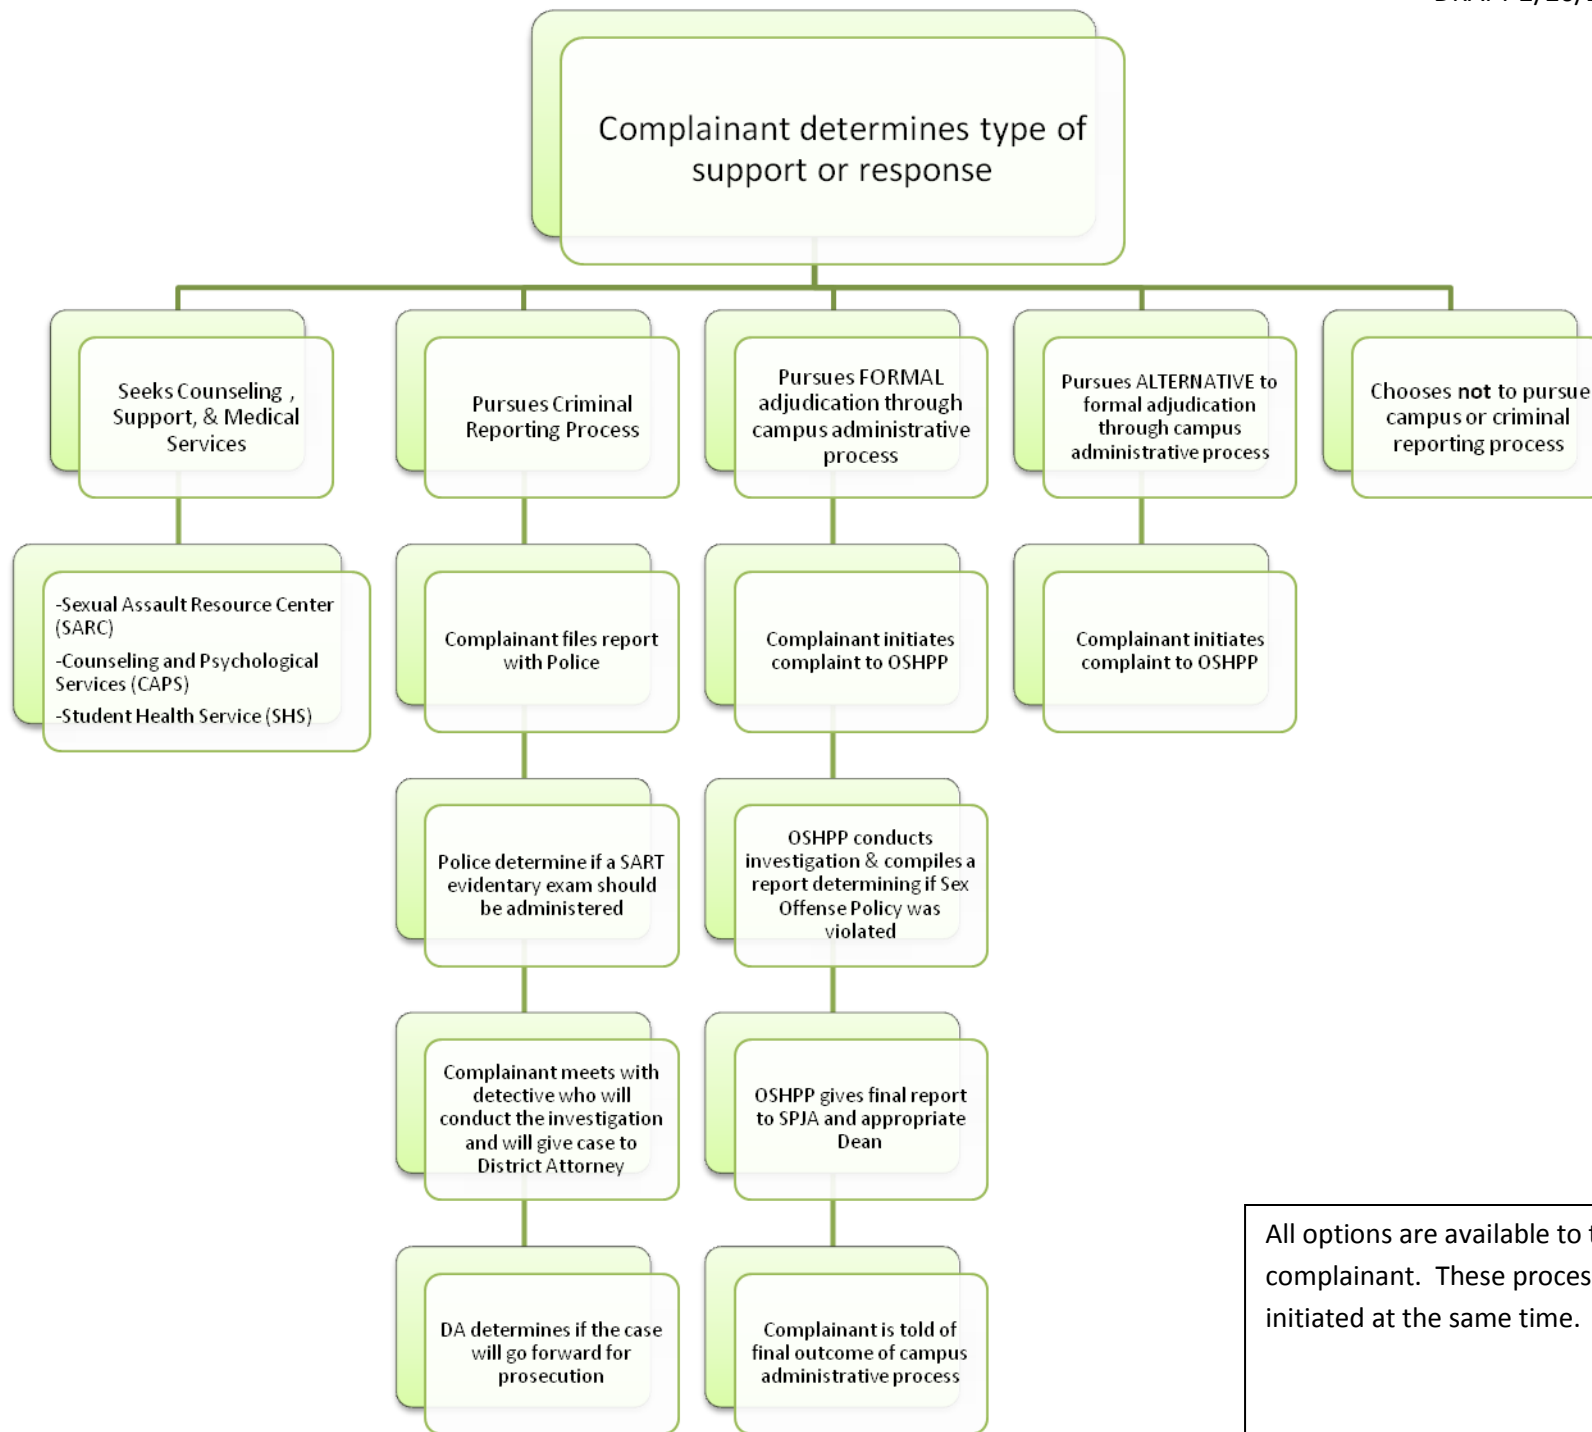 Complainant determines type of
support or response
Seeks Counseling ,
Support, & Medical
Services
Pursues Criminal
Reporting Process
Pursues FORMAL
adjudication through
campus administrative
process
Pursues ALTERNATIVE to
formal adjudication
through campus
administrative process
Chooses not to pursue
campus or criminal
reporting process
-Sexual Assault Resource Center
(SARC)
-Counseling and Psychological
Services (CAPS)
-Student Health Service (SHS)
Complainant files report
with Police
Complainant initiates
complaint to OSHPP
Complainant initiates
complaint to OSHPP
Police determine if a SART
evidentary exam should
be administered
OSHPP conducts
investigation & compiles a
report determining if Sex
Offense Policy was
violated
Complainant meets with
detective who will
conduct the investigation
and will give case to
District Attorney
OSHPP gives final report
to SPJA and appropriate
Dean
DA determines if the case
will go forward for
prosecution
Complainant is told of
final outcome of campus
administrative process
All options are available to
complainant.  These
initiated at the same time.